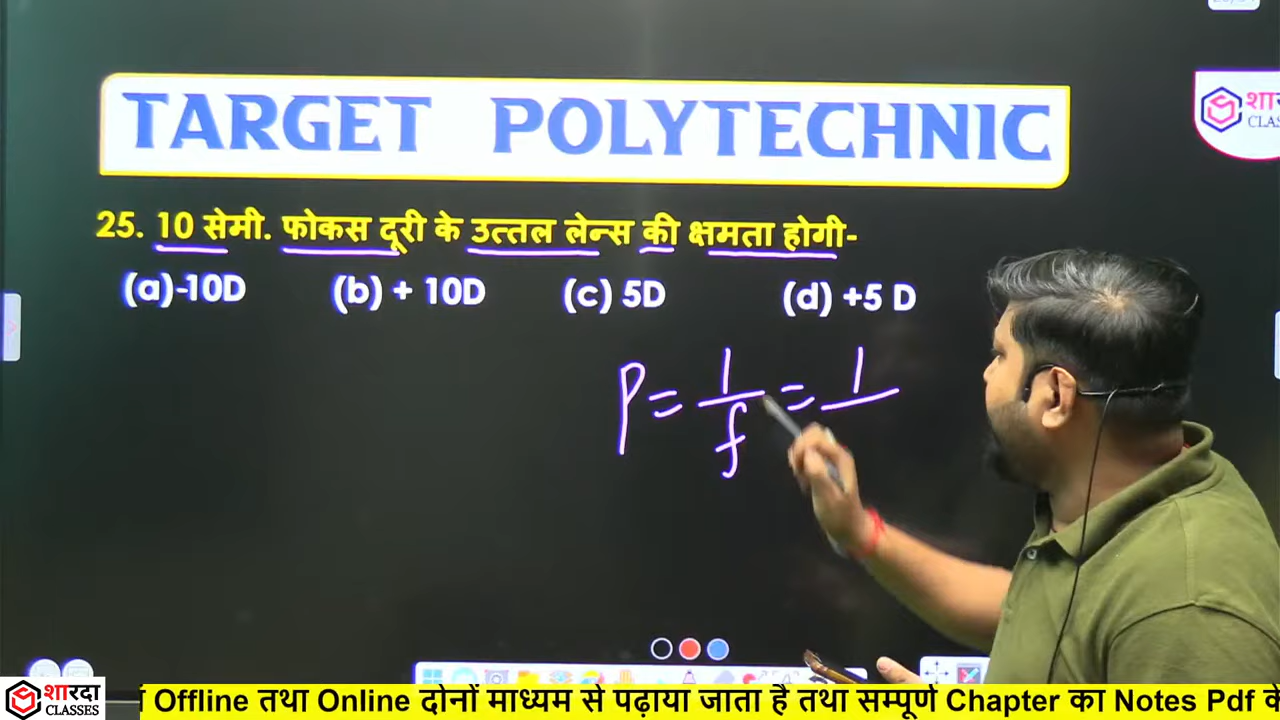 TARGET POLYTECHNIC
शार
CLAS
25. 10 सेमी. फोकस दूरी के उत्तल लेन्स की क्षमता होगी-
(a)-10D (b) + 10D (c) 5D (d) +5 D
P = 1/f = 1
शारदा
CLASSES
Offline तथा Online दोनों माध्यम से पढ़ाया जाता है तथा सम्पूर्ण Chapter का Notes Pdf के